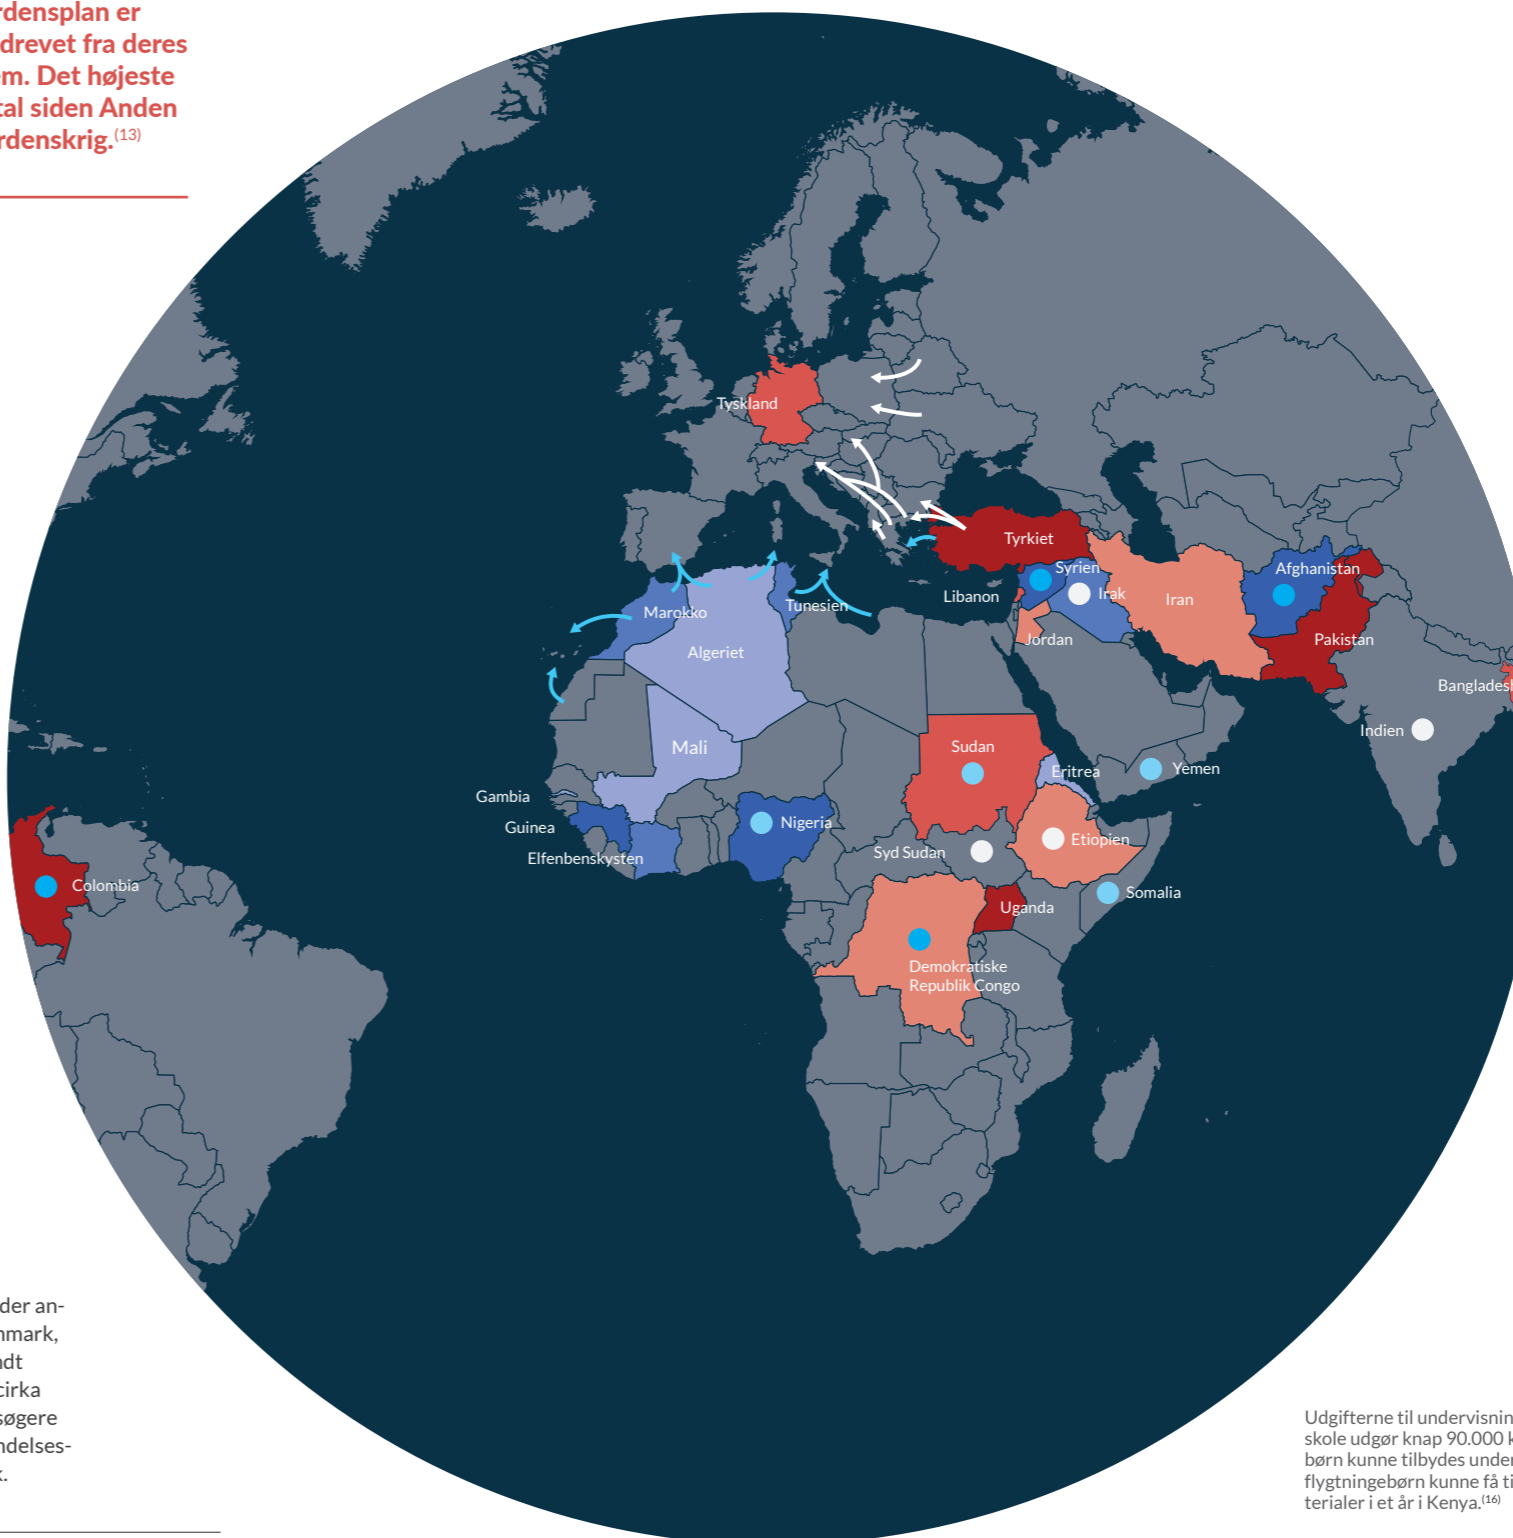 rdensplan er
drevet fra deres
em. Det højeste
tal siden Anden
rdenskrig.(13)
Tyskland
Tyrkiet
Syrien
Afghanistan
Libanon
Irak
Iran
Marokko
Tunesien
Jordan
Pakistan
Algeriet
Bangladesh
Indien
Mali
Sudan
Eritrea
Yemen
Gambia
Guinea
Nigeria
Elfenbenskysten
Syd Sudan
Etiopien
Colombia
Somalia
Uganda
Demokratiske
Republik Congo
der an-
nmark,
ndt
cirka
søgere
ndelses-
k.
Udgifterne til undervisnin
skole udgør knap 90.000 k
børn kunne tilbydes under
flygtningebørn kunne få ti
terialer i et år i Kenya.(16)